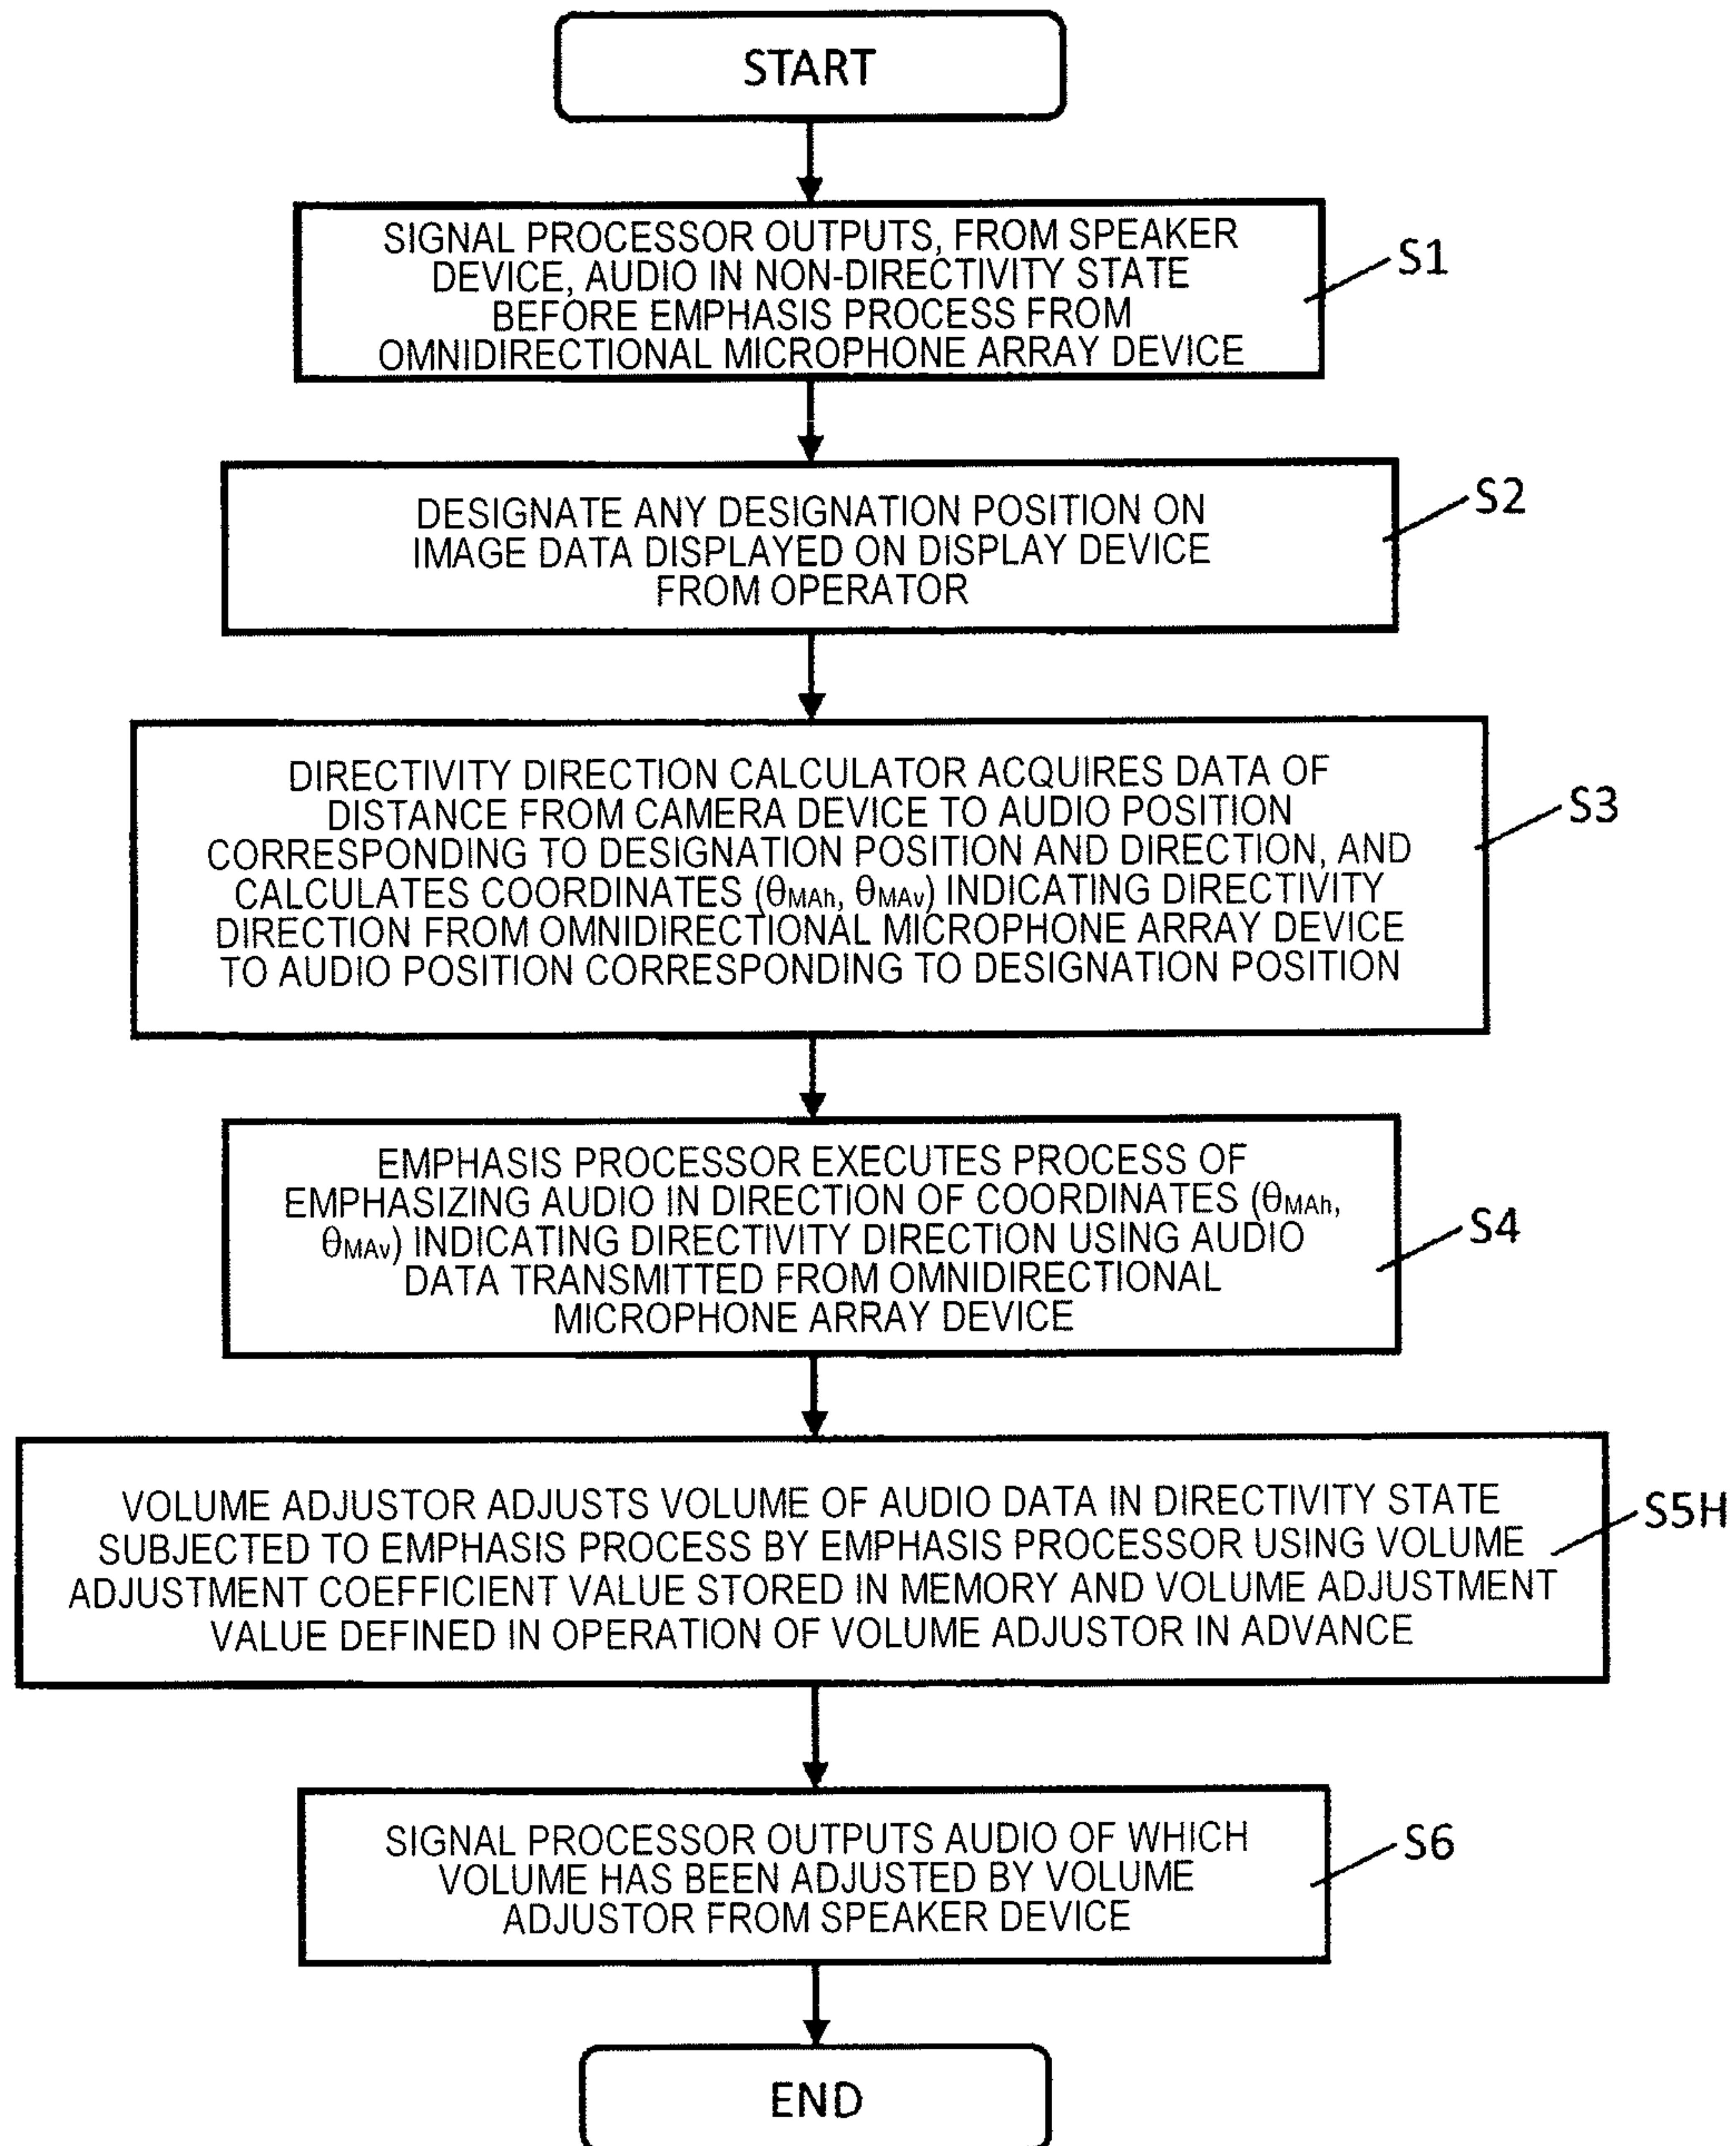 START
SIGNAL PROCESSOR OUTPUTS, FROM SPEAKER
DEVICE, AUDIO IN NON-DIRECTIVITY STATE
BEFORE EMPHASIS PROCESS FROM
OMNIDIRECTIONAL MICROPHONE ARRAY DEVICE
S1
DESIGNATE ANY DESIGNATION POSITION ON
IMAGE DATA DISPLAYED ON DISPLAY DEVICE
FROM OPERATOR
S2
DIRECTIVITY DIRECTION CALCULATOR ACQUIRES DATA OF
DISTANCE FROM CAMERA DEVICE TO AUDIO POSITION
CORRESPONDING TO DESIGNATION POSITION AND DIRECTION, AND
CALCULATES COORDINATES (θMAh, θMAv) INDICATING DIRECTIVITY
DIRECTION FROM OMNIDIRECTIONAL MICROPHONE ARRAY DEVICE
TO AUDIO POSITION CORRESPONDING TO DESIGNATION POSITION
S3
EMPHASIS PROCESSOR EXECUTES PROCESS OF
EMPHASIZING AUDIO IN DIRECTION OF COORDINATES (θMAh,
θMAv) INDICATING DIRECTIVITY DIRECTION USING AUDIO
DATA TRANSMITTED FROM OMNIDIRECTIONAL
MICROPHONE ARRAY DEVICE
S4
VOLUME ADJUSTOR ADJUSTS VOLUME OF AUDIO DATA IN DIRECTIVITY STATE
SUBJECTED TO EMPHASIS PROCESS BY EMPHASIS PROCESSOR USING VOLUME
ADJUSTMENT COEFFICIENT VALUE STORED IN MEMORY AND VOLUME ADJUSTMENT
VALUE DEFINED IN OPERATION OF VOLUME ADJUSTOR IN ADVANCE
S5H
SIGNAL PROCESSOR OUTPUTS AUDIO OF WHICH
VOLUME HAS BEEN ADJUSTED BY VOLUME
ADJUSTOR FROM SPEAKER DEVICE
S6
END